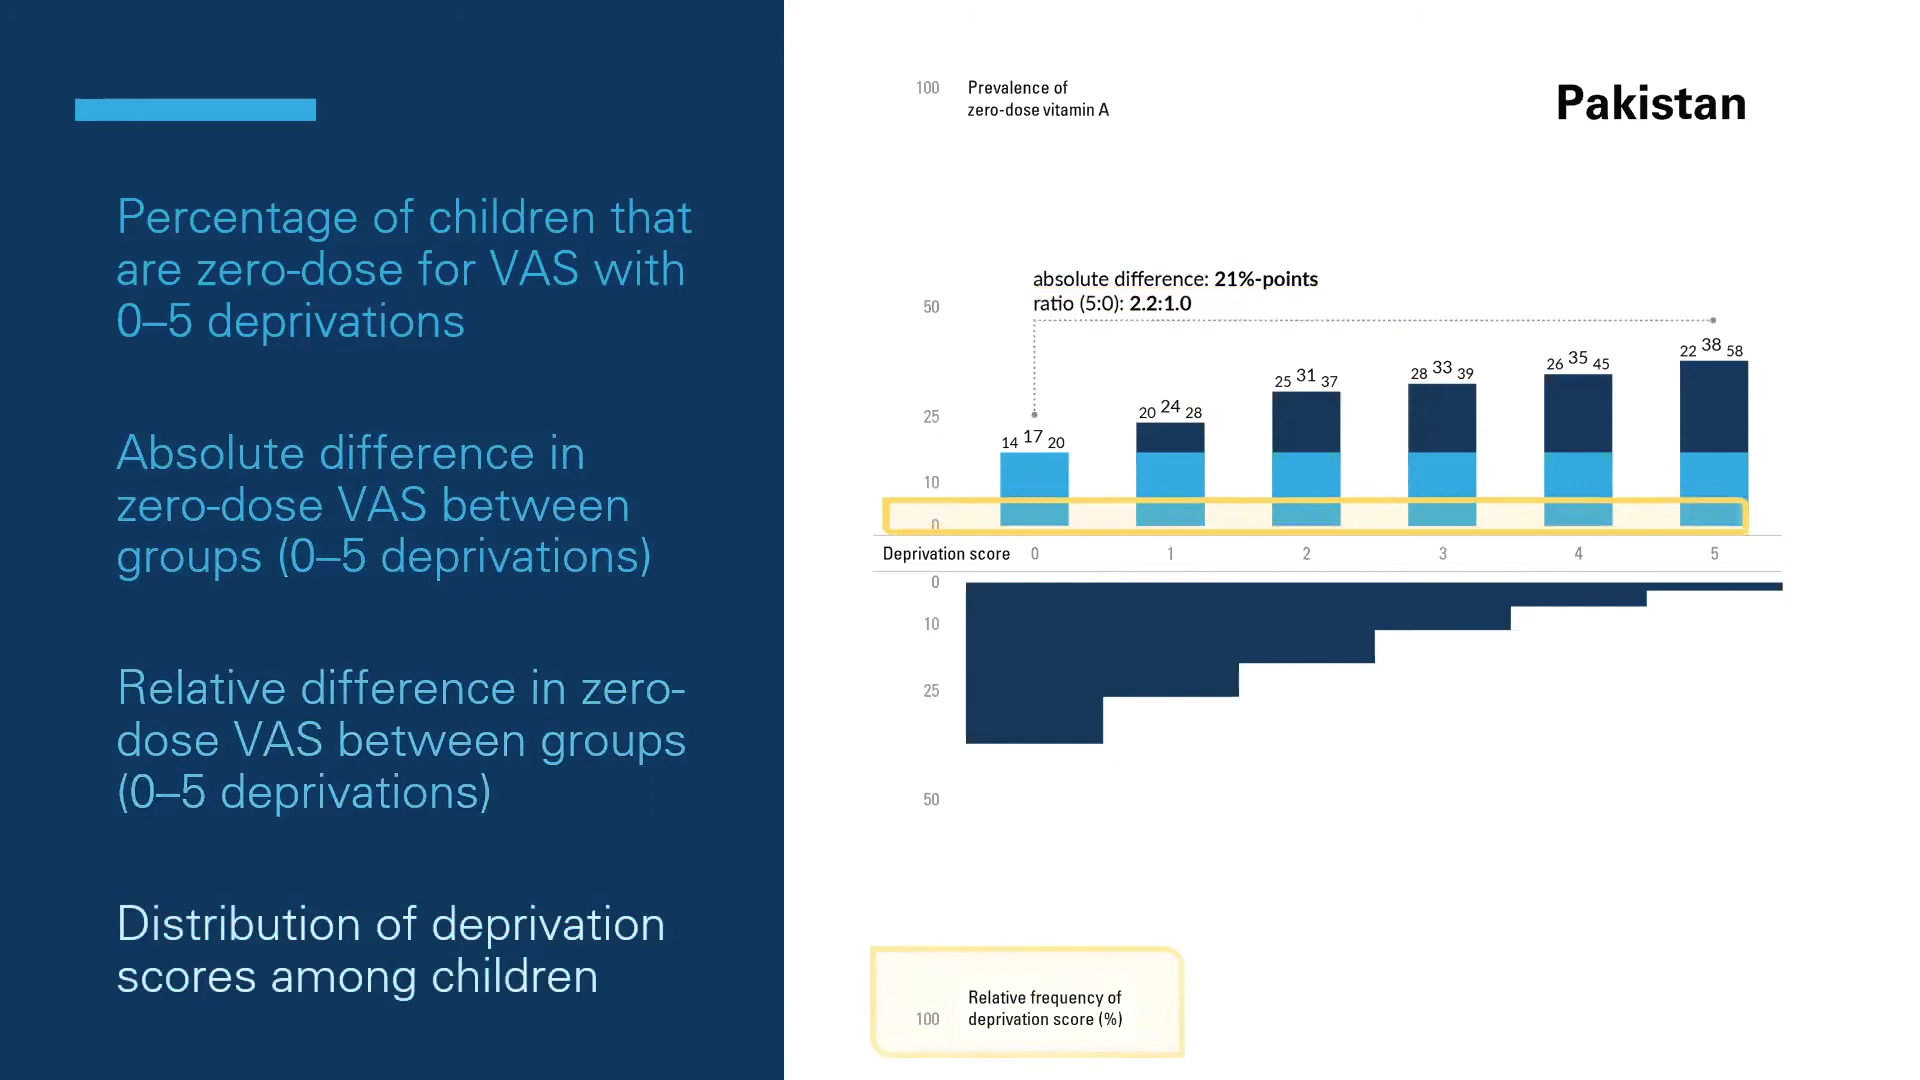 Percentage of children that
are zero-dose for VAS with
0–5 deprivations
Absolute difference in
zero-dose VAS between
groups (0–5 deprivations)
Relative difference in zero-
dose VAS between groups
(0–5 deprivations)
Distribution of deprivation
scores among children
Pakistan
100 Prevalence of
zero-dose vitamin A
absolute difference: 21%-points
50
ratio (5:0): 2.2:1.0
14 17 20 20 24 28 25 31 37 28 33 39 26 35 45 22 38 58
25
10
0
Deprivation score 0 1 2 3 4 5
0
10
25
50
Relative frequency of
100 deprivation score (%)